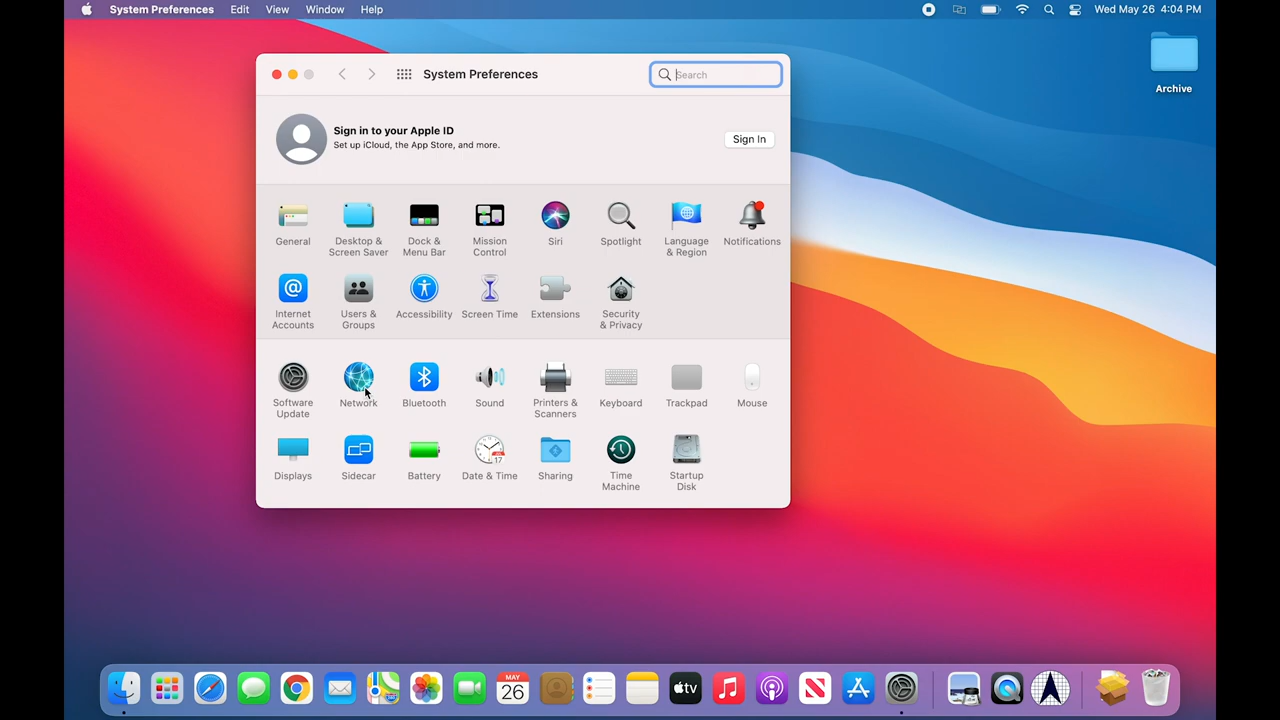 System Preferences Edit View Window Help Wed May 26 4:04 PM
Archive
System Preferences
Search
Sign in to your Apple ID
Set up iCloud, the App Store, and more.
Sign In
General
Desktop &
Screen Saver
Dock &
Menu Bar
Mission
Control
Siri
Spotlight
Language
& Region
Notifications
Internet
Accounts
Users &
Groups
Accessibility
Screen Time
Extensions
Security
& Privacy
Software
Update
Network
Bluetooth
Sound
Printers &
Scanners
Keyboard
Trackpad
Mouse
Displays
Sidecar
17
Battery
Date & Time
Sharing
Time
Machine
Startup
Disk
MAY
26
tv